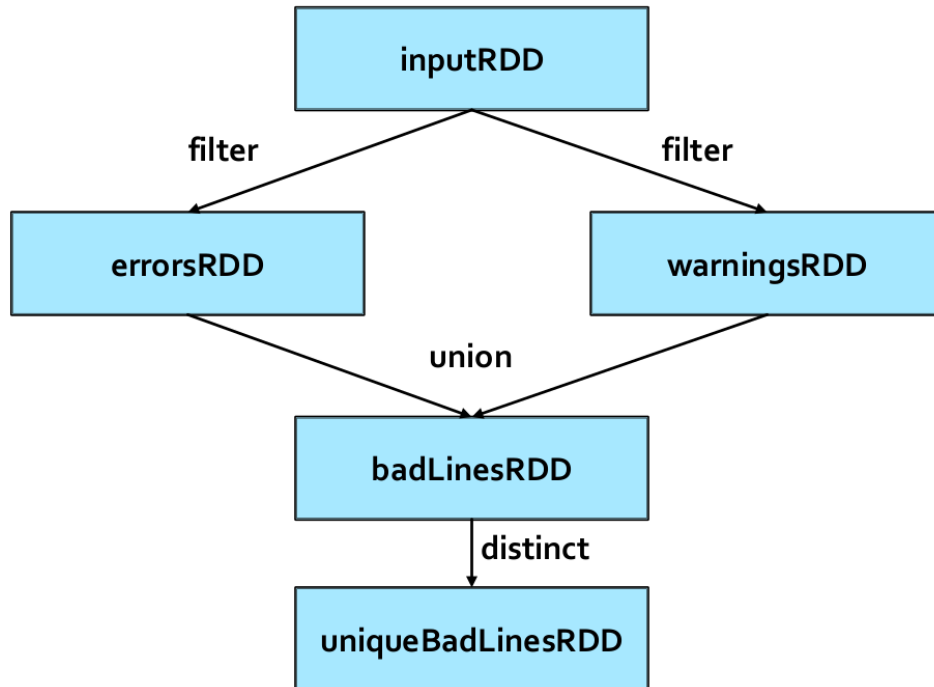 inputRDD
filter
filter
errorsRDD
warningsRDD
union
badLinesRDD
distinct
uniqueBadLinesRDD